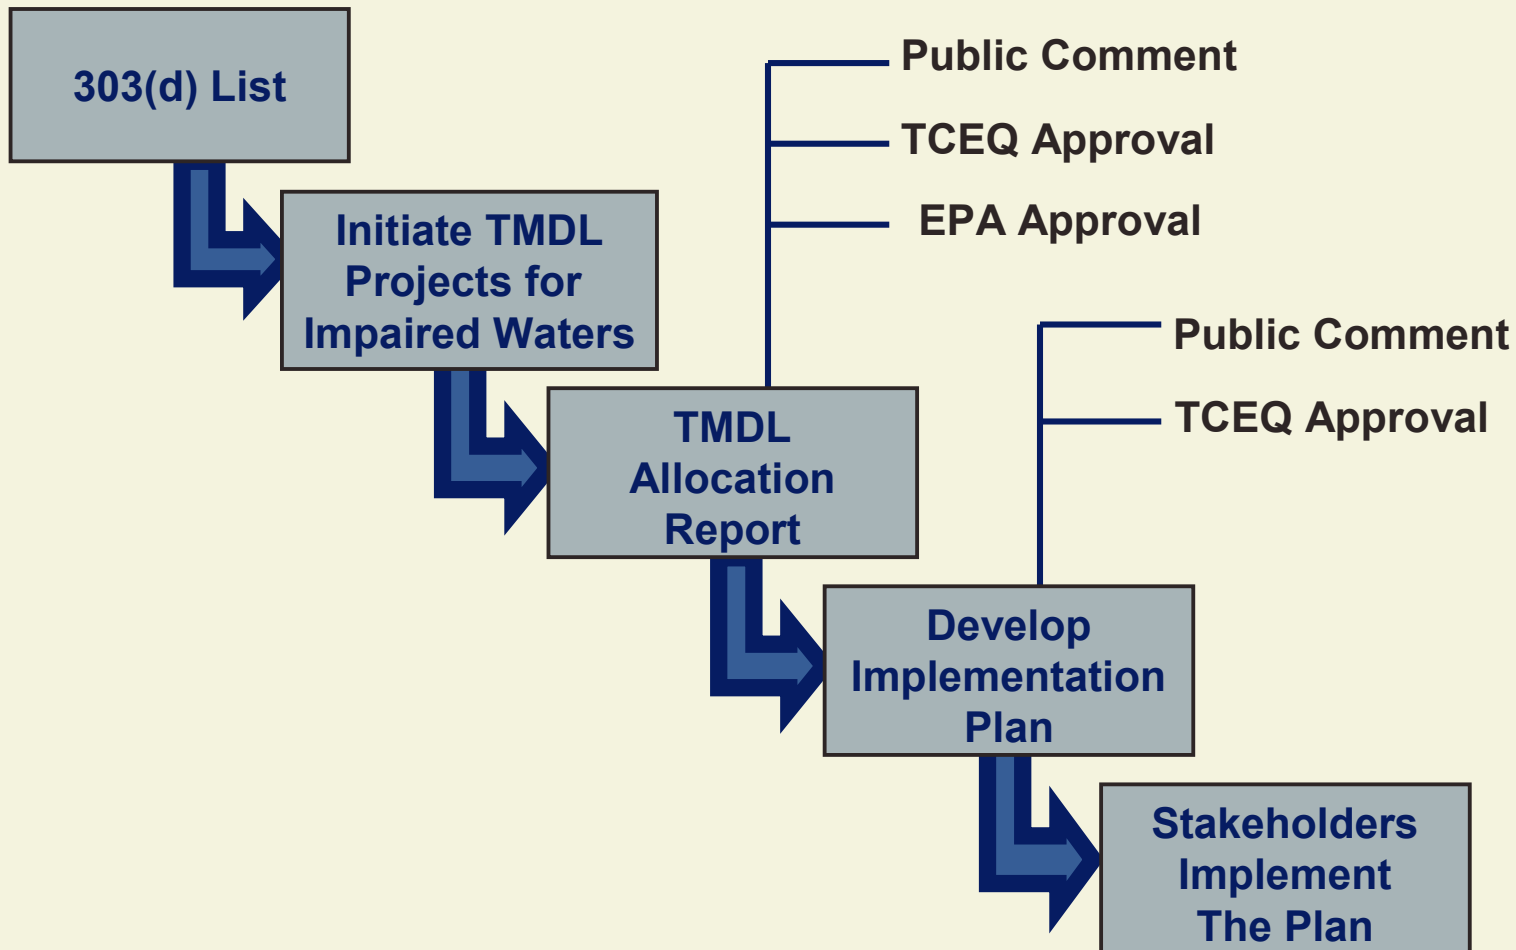 303(d) List
Initiate TMDL
Projects for
Impaired Waters
TMDL
Allocation
Report
Public Comment
TCEQ Approval
EPA Approval
Develop
Implementation
Plan
Public Comment
TCEQ Approval
Stakeholders
Implement
The Plan